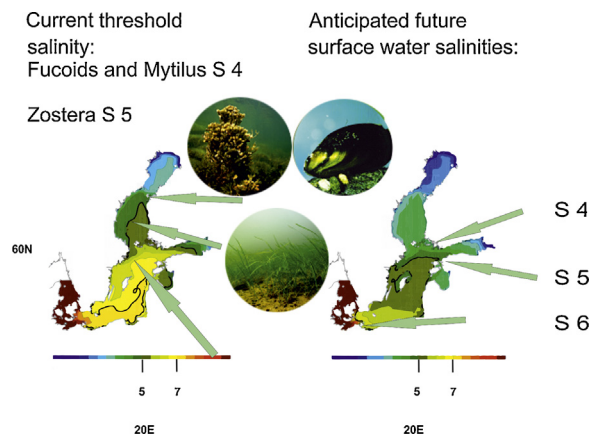 Current threshold
salinity:
Fucoids and Mytilus S 4
Zostera S 5
Anticipated future
surface water salinities:
60N
S 4
S 5
S 6
5
7
5
7
20E
20E